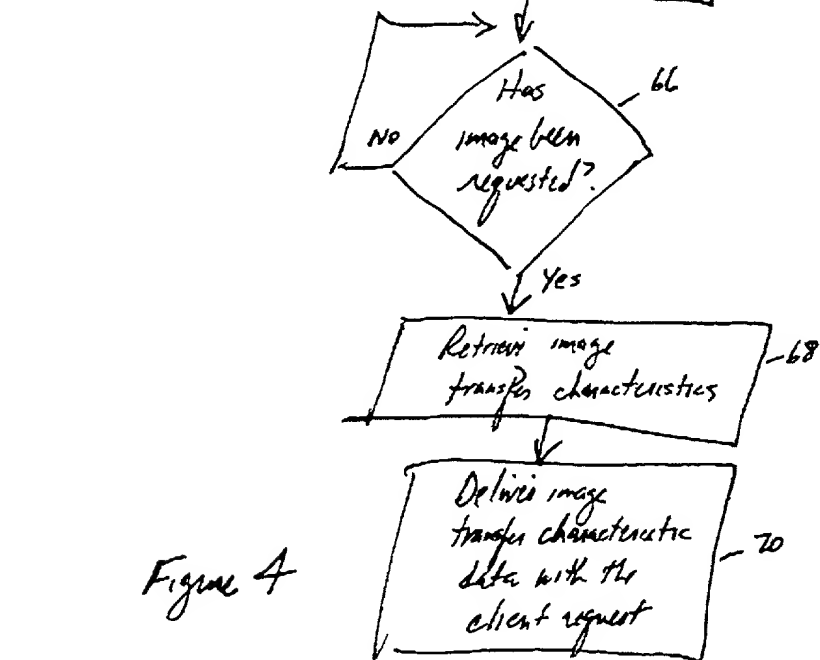 Has
image been
requested?
66
No
Yes
Retrieve image
transfer characteristics
68
Deliver image
transfer characteristic
data with the
client request
70
Figure 4